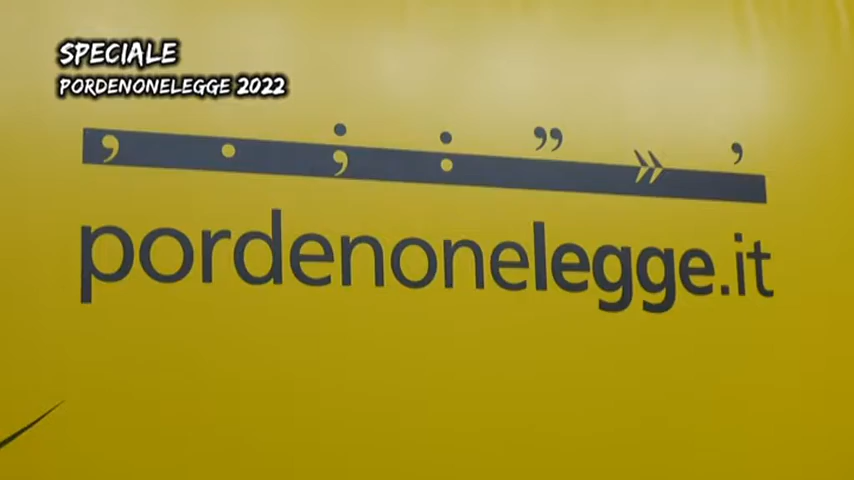 SPECIALE
PORDENONELEGGE 2022
, . ; : ” » ’
pordenonelegge.it